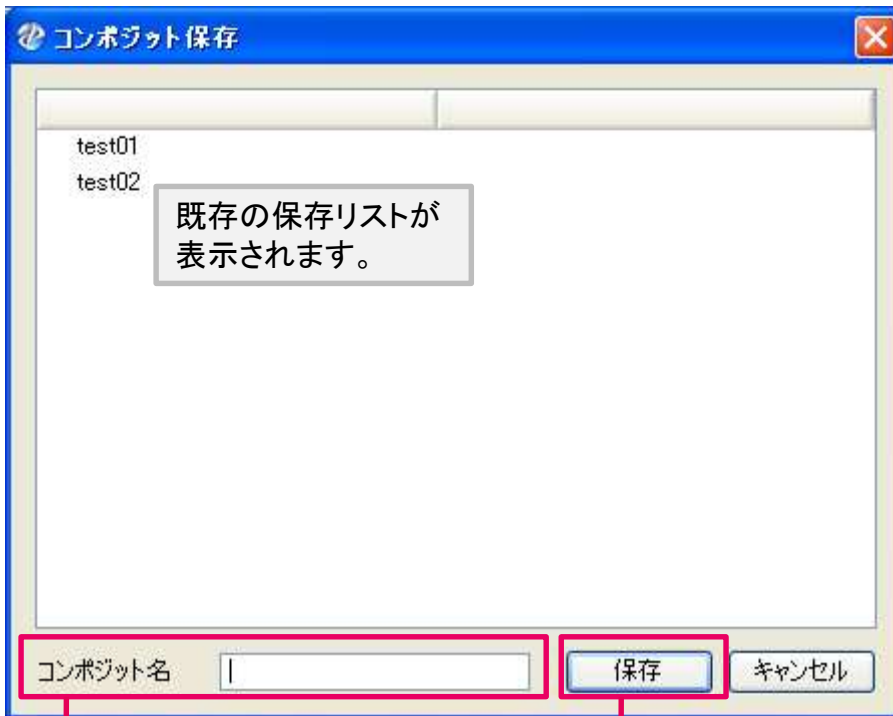 コンポジット保存
test01
test02
既存の保存リストが
表示されます。
コンポジット名 保存 キャンセル